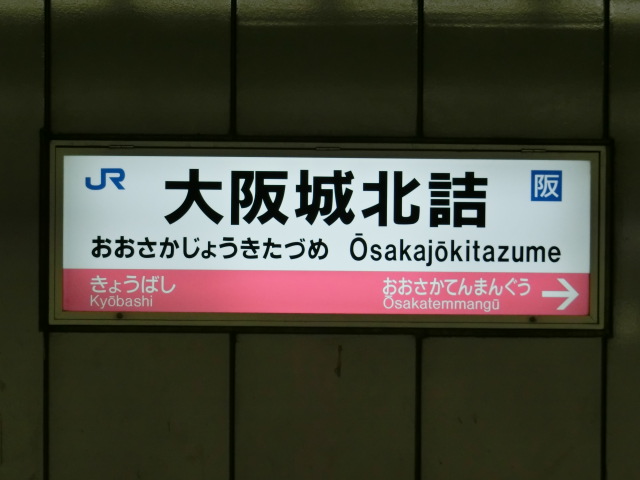 JR 大阪城北詰 阪
おおさかじょうきたづめ Ōsakajōkitazume
きょうばし おおさかてんまんぐう →
Kyōbashi Ōsakatemmangū